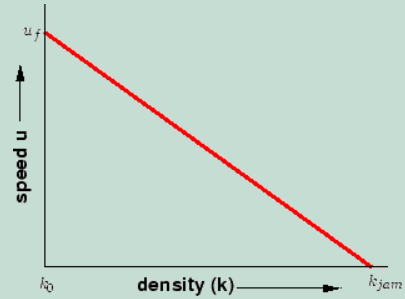 u_f
speed u
k_0
k_jam
density (k)